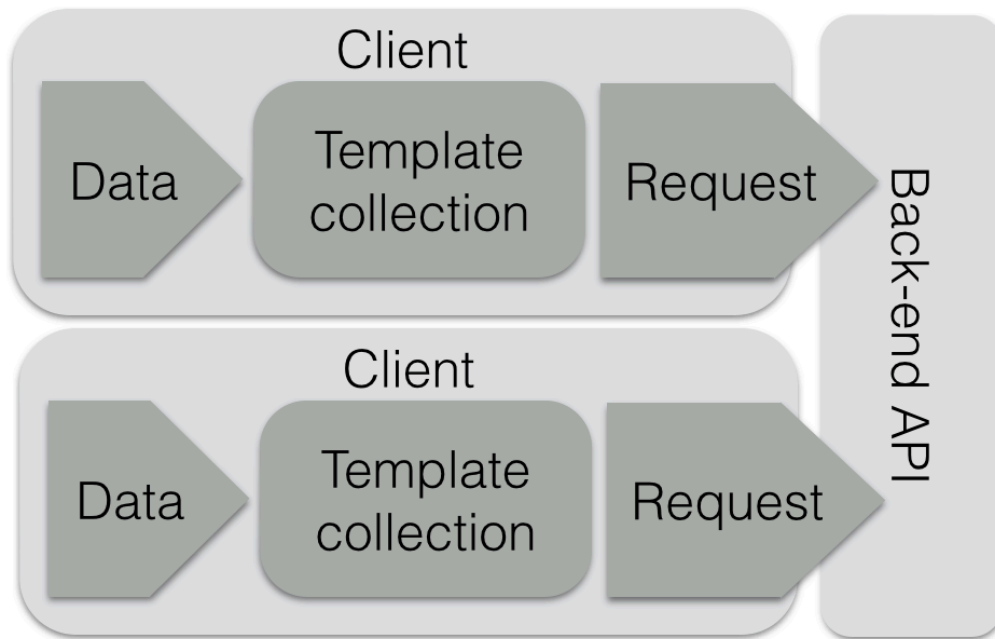 Client
Data
Template
collection
Request
Back-end API
Client
Data
Template
collection
Request